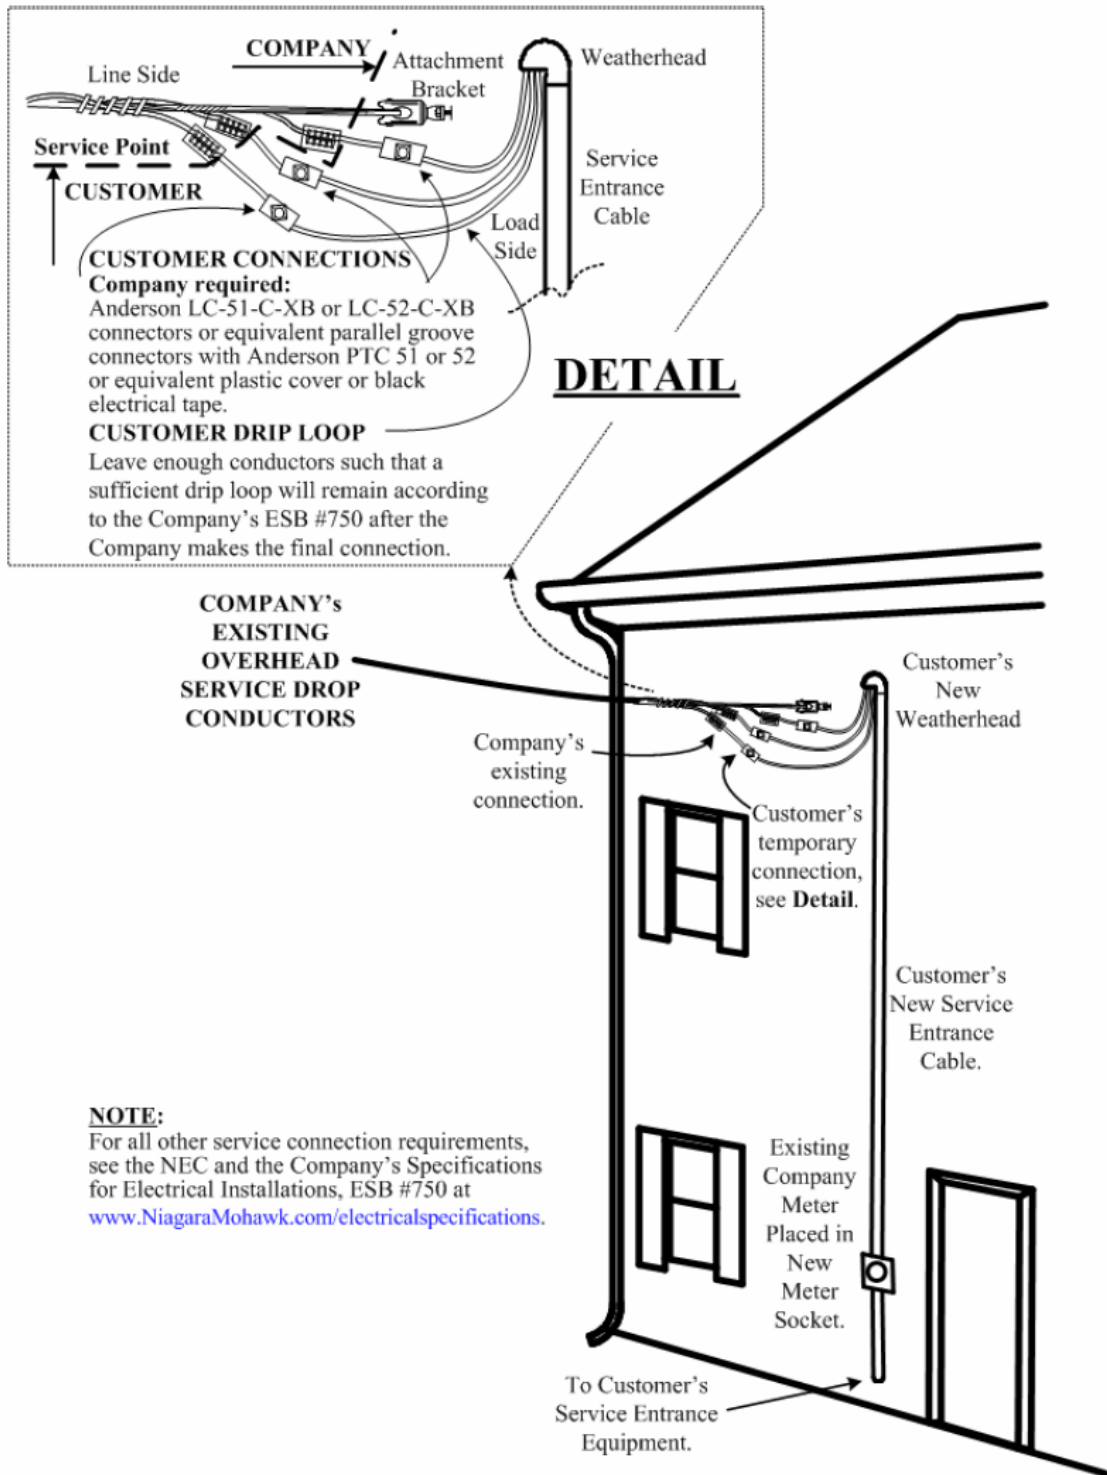 COMPANY
Line Side
Attachment
Bracket
Weatherhead
Service Point
CUSTOMER
Service
Entrance
Cable
Load
Side
CUSTOMER CONNECTIONS
Company required:
Anderson LC-51-C-XB or LC-52-C-XB
connectors or equivalent parallel groove
connectors with Anderson PTC 51 or 52
or equivalent plastic cover or black
electrical tape.
CUSTOMER DRIP LOOP
Leave enough conductors such that a
sufficient drip loop will remain according
to the Company's ESB #750 after the
Company makes the final connection.
DETAIL
COMPANY's
EXISTING
OVERHEAD
SERVICE DROP
CONDUCTORS
Customer's
New
Weatherhead
Company's
existing
connection.
Customer's
temporary
connection,
see Detail.
Customer's
New Service
Entrance
Cable.
NOTE:
For all other service connection requirements,
see the NEC and the Company's Specifications
for Electrical Installations, ESB #750 at
www.NiagaraMohawk.com/electricalspecifications.
Existing
Company
Meter
Placed in
New
Meter
Socket.
To Customer's
Service Entrance
Equipment.